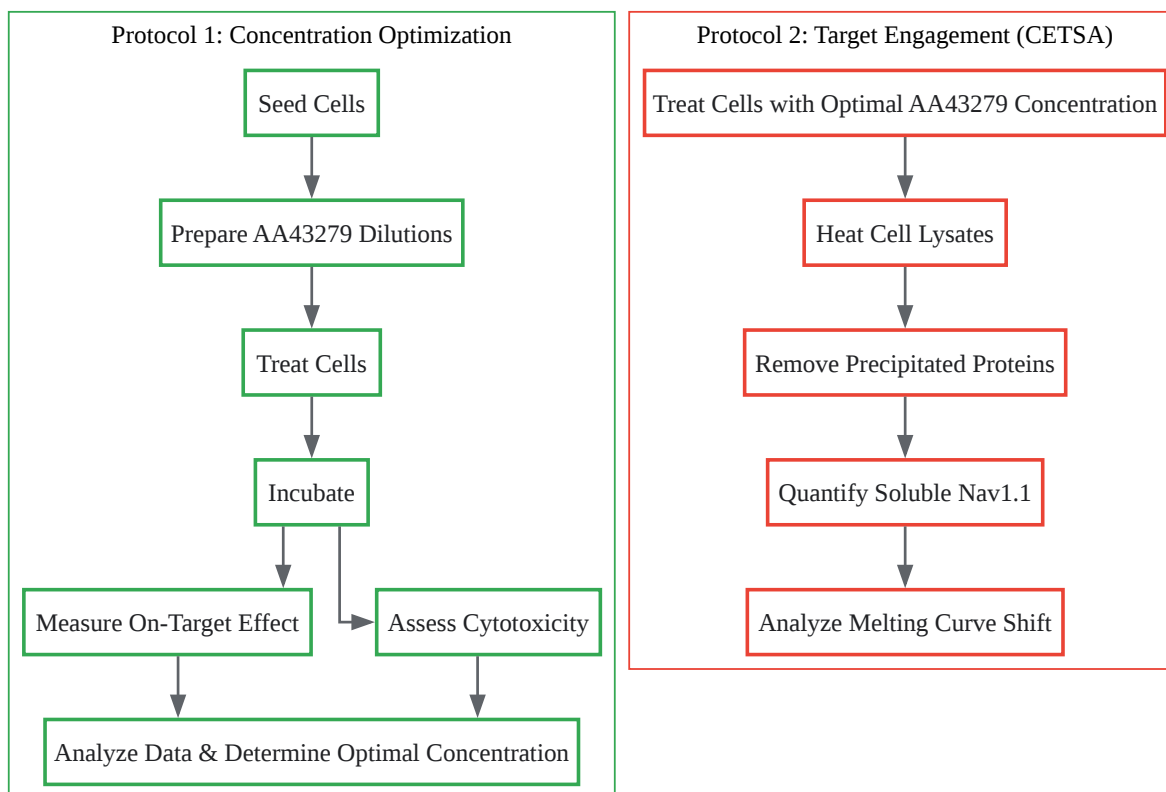 Protocol 1: Concentration Optimization
Seed Cells
Prepare AA43279 Dilutions
Treat Cells
Incubate
Measure On-Target Effect
Assess Cytotoxicity
Analyze Data & Determine Optimal Concentration
Protocol 2: Target Engagement (CETSA)
Treat Cells with Optimal AA43279 Concentration
Heat Cell Lysates
Remove Precipitated Proteins
Quantify Soluble Nav1.1
Analyze Melting Curve Shift